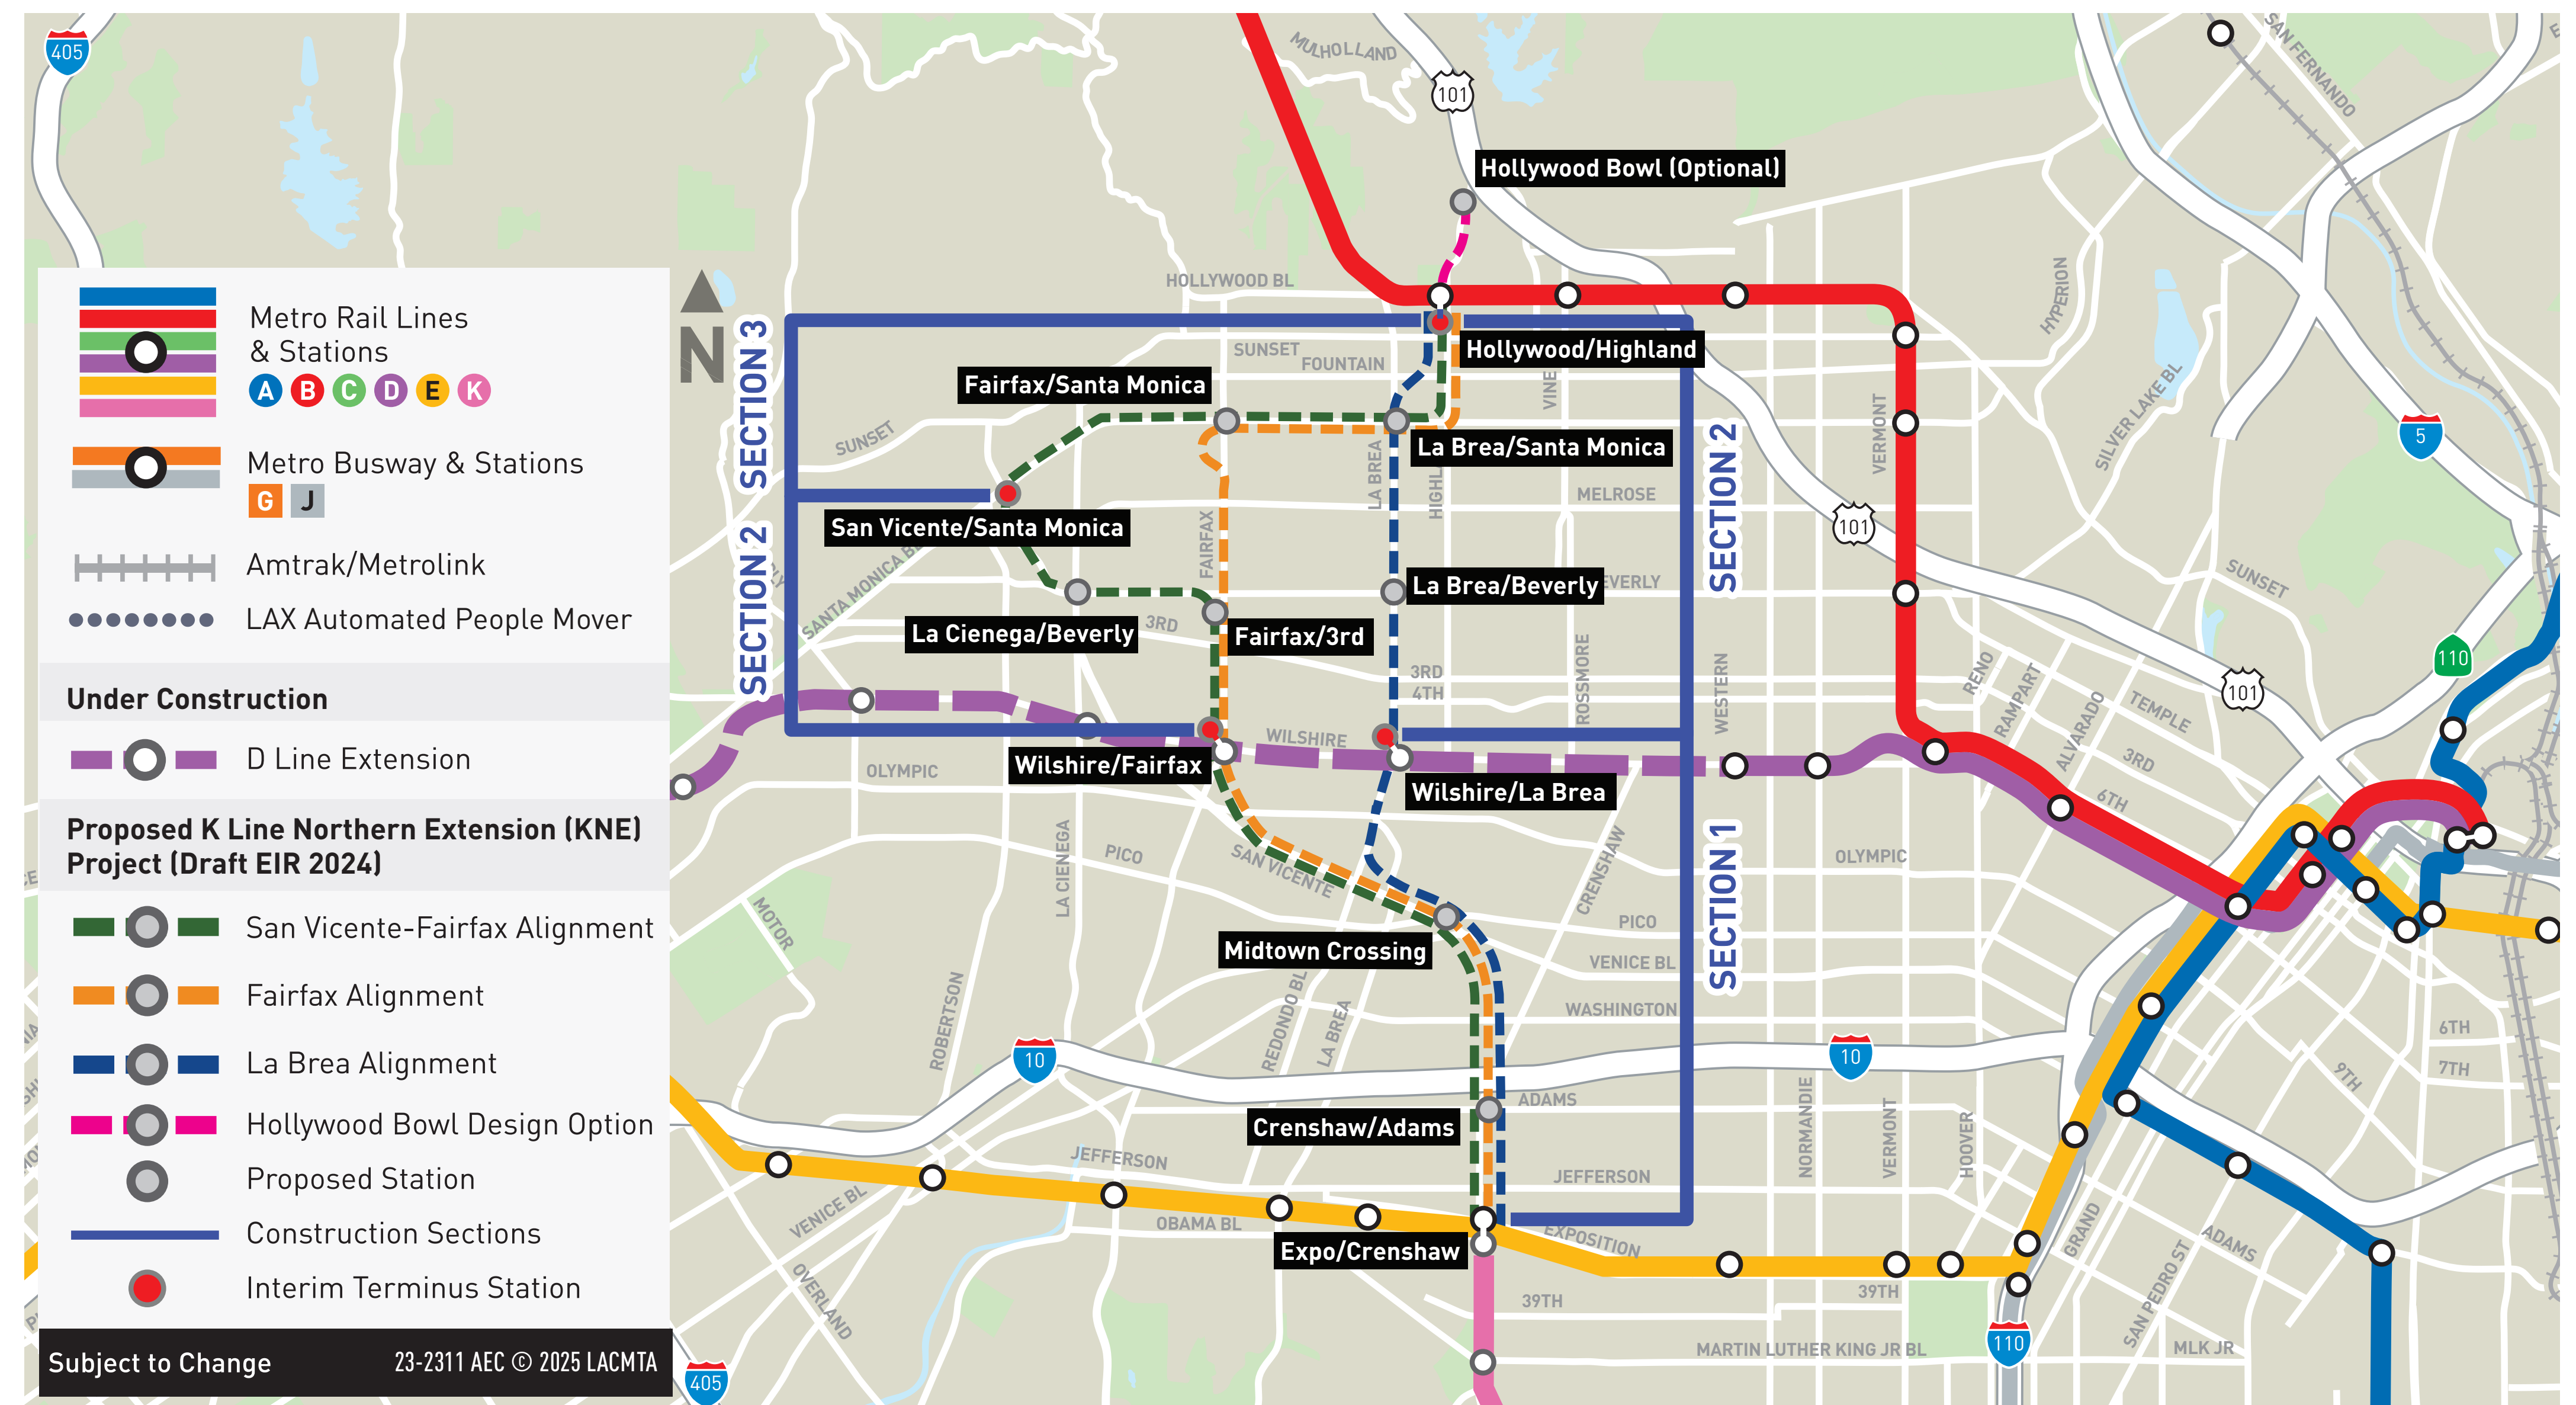 405
MULHOLLAND
101
SAN FERNANDO
Hollywood Bowl (Optional)
HOLLYWOOD BL
HYPERION
N
SECTION 3
SUNSET
FOUNTAIN
Hollywood/Highland
Fairfax/Santa Monica
VINE
SILVER LAKE BL
SUNSET
LA BREA
La Brea/Santa Monica
SECTION 2
VERMONT
5
HIGHL
MELROSE
San Vicente/Santa Monica
101
FAIRFAX
SANTA MONICA B
SECTION 2
La Brea/Beverly
EVERLY
SUNSET
La Cienega/Beverly
3RD
Fairfax/3rd
ROSSMORE
WESTERN
3RD
4TH
RENO
RAMPART
ALVARADO
TEMPLE
3RD
6TH
101
110
WILSHIRE
Wilshire/Fairfax
OLYMPIC
Wilshire/La Brea
SECTION 1
PICO
SAN VICENTE
CRENSHAW
OLYMPIC
LA CIENEGA
MOTOR
PICO
Midtown Crossing
VENICE BL
ROBERTSON
REDONDO BL
LA BREA
WASHINGTON
10
10
6TH
7TH
9TH
ADAMS
Crenshaw/Adams
NORMANDIE
VERMONT
HOOVER
JEFFERSON
JEFFERSON
VENICE BL
OBAMA BL
EXPOSITION
Expo/Crenshaw
GRAND
ADAMS
SAN PEDRO ST
OVERLAND
39TH
39TH
110
MARTIN LUTHER KING JR BL
MLK JR
405
Metro Rail Lines
& Stations
A B C D E K
Metro Busway & Stations
G J
Amtrak/Metrolink
LAX Automated People Mover
Under Construction
D Line Extension
Proposed K Line Northern Extension (KNE)
Project (Draft EIR 2024)
San Vicente-Fairfax Alignment
Fairfax Alignment
La Brea Alignment
Hollywood Bowl Design Option
Proposed Station
Construction Sections
Interim Terminus Station
Subject to Change
23-2311 AEC © 2025 LACMTA